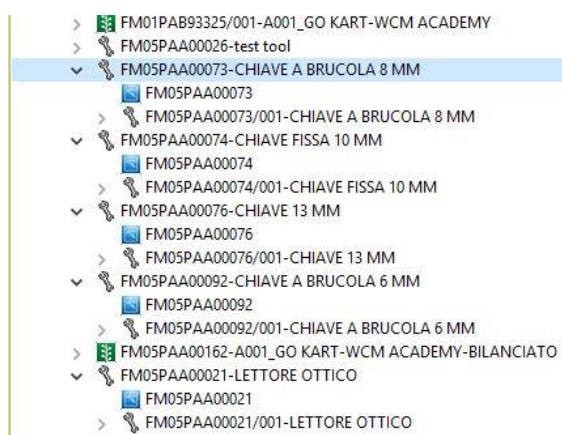 FM01PAB93325/001-A001_GO KART-WCM ACADEMY
FM05PAA00026-test tool
FM05PAA00073-CHIAVE A BRUCOLA 8 MM
FM05PAA00073
FM05PAA00073/001-CHIAVE A BRUCOLA 8 MM
FM05PAA00074-CHIAVE FISSA 10 MM
FM05PAA00074
FM05PAA00074/001-CHIAVE FISSA 10 MM
FM05PAA00076-CHIAVE 13 MM
FM05PAA00076
FM05PAA00076/001-CHIAVE 13 MM
FM05PAA00092-CHIAVE A BRUCOLA 6 MM
FM05PAA00092
FM05PAA00092/001-CHIAVE A BRUCOLA 6 MM
FM05PAA00162-A001_GO KART-WCM ACADEMY-BILANCIATO
FM05PAA00021-LETTORE OTTICO
FM05PAA00021
FM05PAA00021/001-LETTORE OTTICO